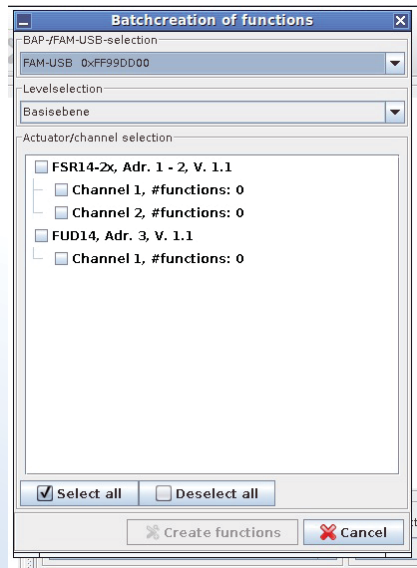 Batchcreation of functions
BAP-/FAM-USB-selection
FAM-USB 0xFF99DD00
Levelselection
Basisebene
Actuator/channel selection
FSR14-2x, Adr. 1 - 2, V. 1.1
Channel 1, #functions: 0
Channel 2, #functions: 0
FUD14, Adr. 3, V. 1.1
Channel 1, #functions: 0
Select all Deselect all
Create functions Cancel